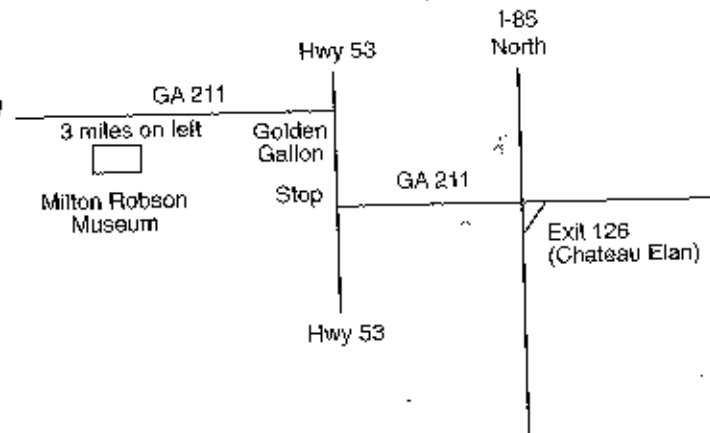 1-85
North
Hwy 53
GA 211
3 miles on left
Golden
Gallon
Milton Robson
Museum
Stop
GA 211
Exit 126
(Chateau Elan)
Hwy 53